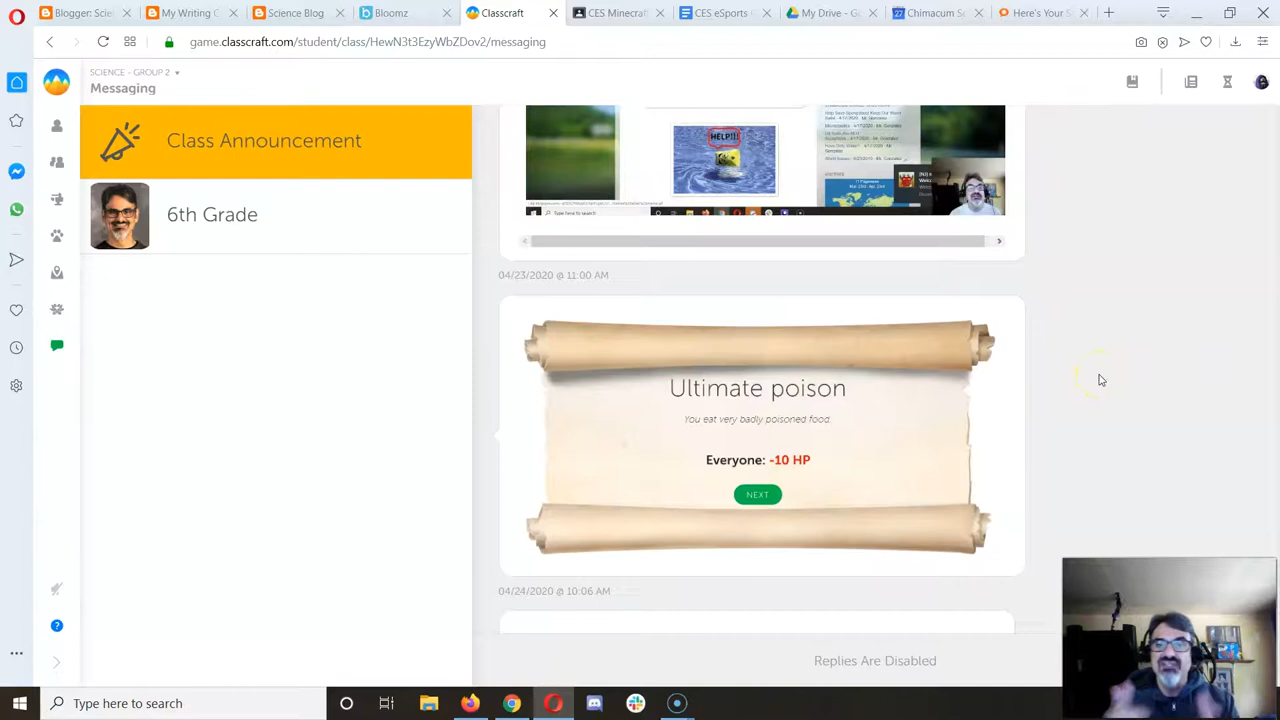 Blogger:
My Writing C
Science Blog
Bloomz
Classcraft
CES Minecraf
CES eSports
My Drive - G
Chimacum Sc
Here's Your S
game.classcraft.com/student/class/HewN3t3EzyWbZDov2/messaging
SCIENCE - GROUP 2
Messaging
Class Announcement
6th Grade
HELP!!!
04/23/2020 @ 11:00 AM
Ultimate poison
You eat very badly poisoned food.
Everyone: -10 HP
NEXT
04/24/2020 @ 10:06 AM
Replies Are Disabled
Type here to search